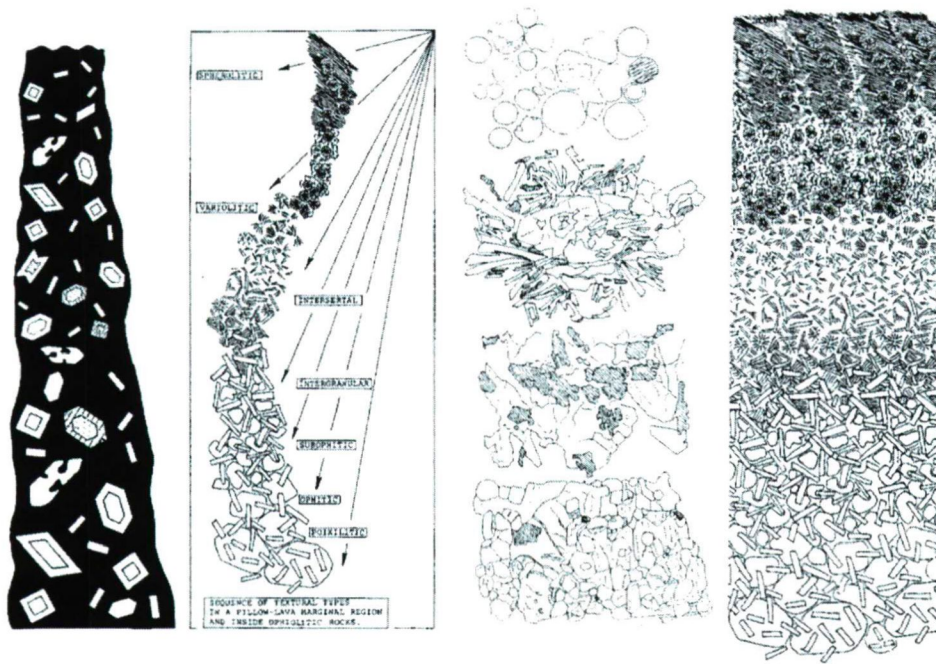 SPHERULITIC
VARIOLITIC
INTERSERTAL
INTERGRANULAR
SUBOPHITIC
OPHITIC
POIKILITIC
SEQUENCE OF TEXTURAL TYPES
IN A PILLOW-LAVA MARGINAL REGION
AND INSIDE OPHIOLITIC ROCKS.